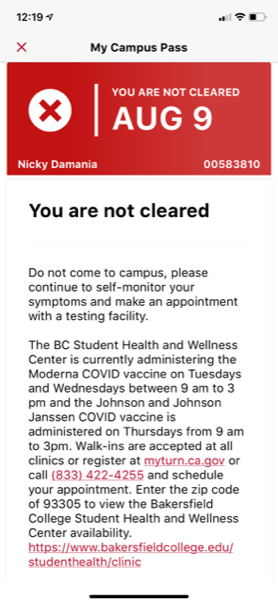 12:19
My Campus Pass
YOU ARE NOT CLEARED
AUG 9
Nicky Damania 00583810
You are not cleared
Do not come to campus, please
continue to self-monitor your
symptoms and make an appointment
with a testing facility.
The BC Student Health and Wellness
Center is currently administering the
Moderna COVID vaccine on Tuesdays
and Wednesdays between 9 am to 3
pm and the Johnson and Johnson
Janssen COVID vaccine is
administered on Thursdays from 9 am
to 3pm. Walk-ins are accepted at all
clinics or register at myturn.ca.gov or
call (833) 422-4255 and schedule
your appointment. Enter the zip code
of 93305 to view the Bakersfield
College Student Health and Wellness
Center availability.
https://www.bakersfieldcollege.edu/
studenthealth/clinic